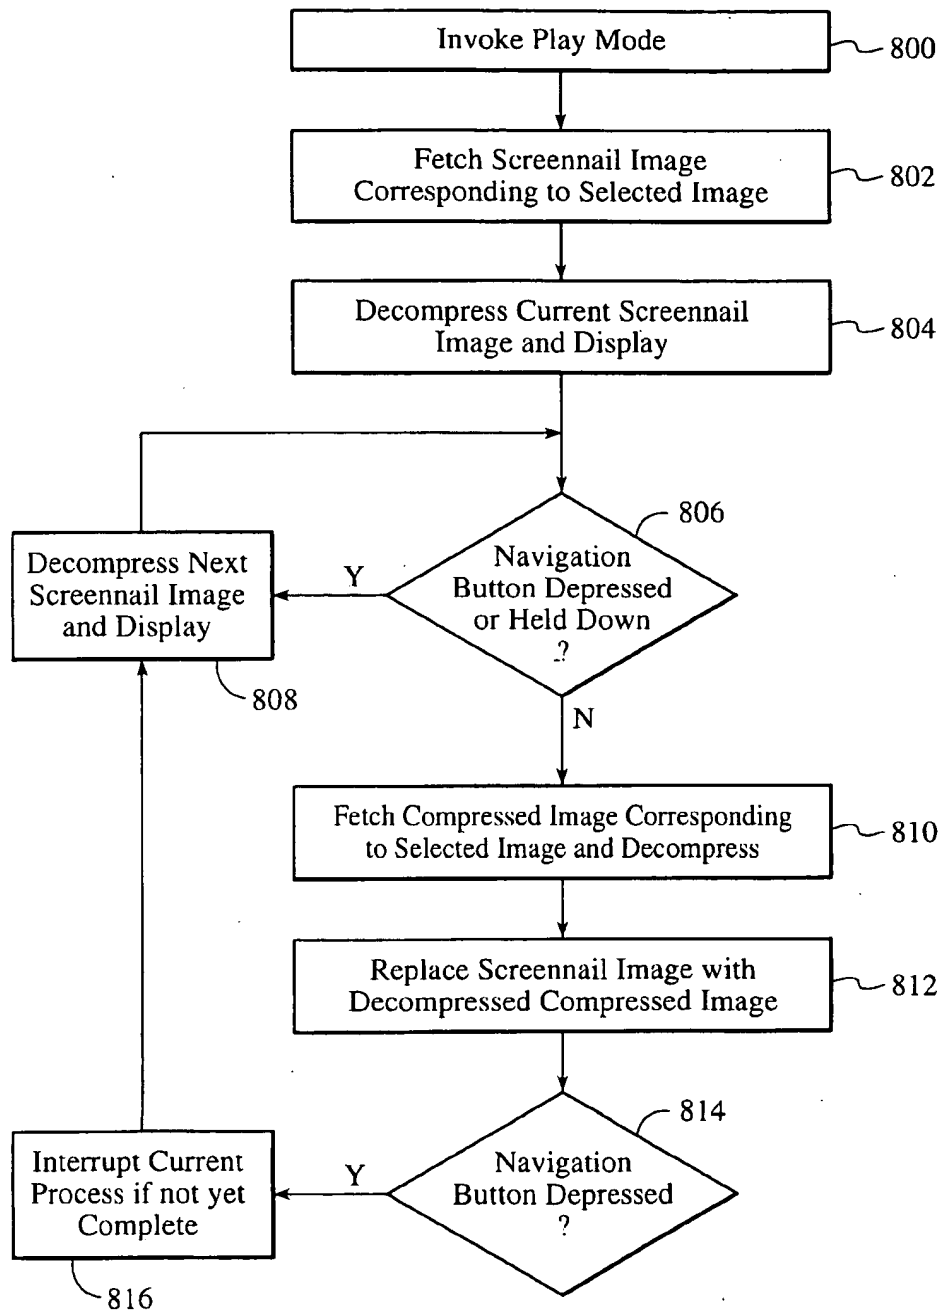 Invoke Play Mode
800
Fetch Screennail Image
Corresponding to Selected Image
802
Decompress Current Screennail
Image and Display
804
806
Navigation
Button Depressed
or Held Down
?
Y
Decompress Next
Screennail Image
and Display
808
N
Fetch Compressed Image Corresponding
to Selected Image and Decompress
810
Replace Screennail Image with
Decompressed Compressed Image
812
814
Navigation
Button Depressed
?
Y
Interrupt Current
Process if not yet
Complete
816